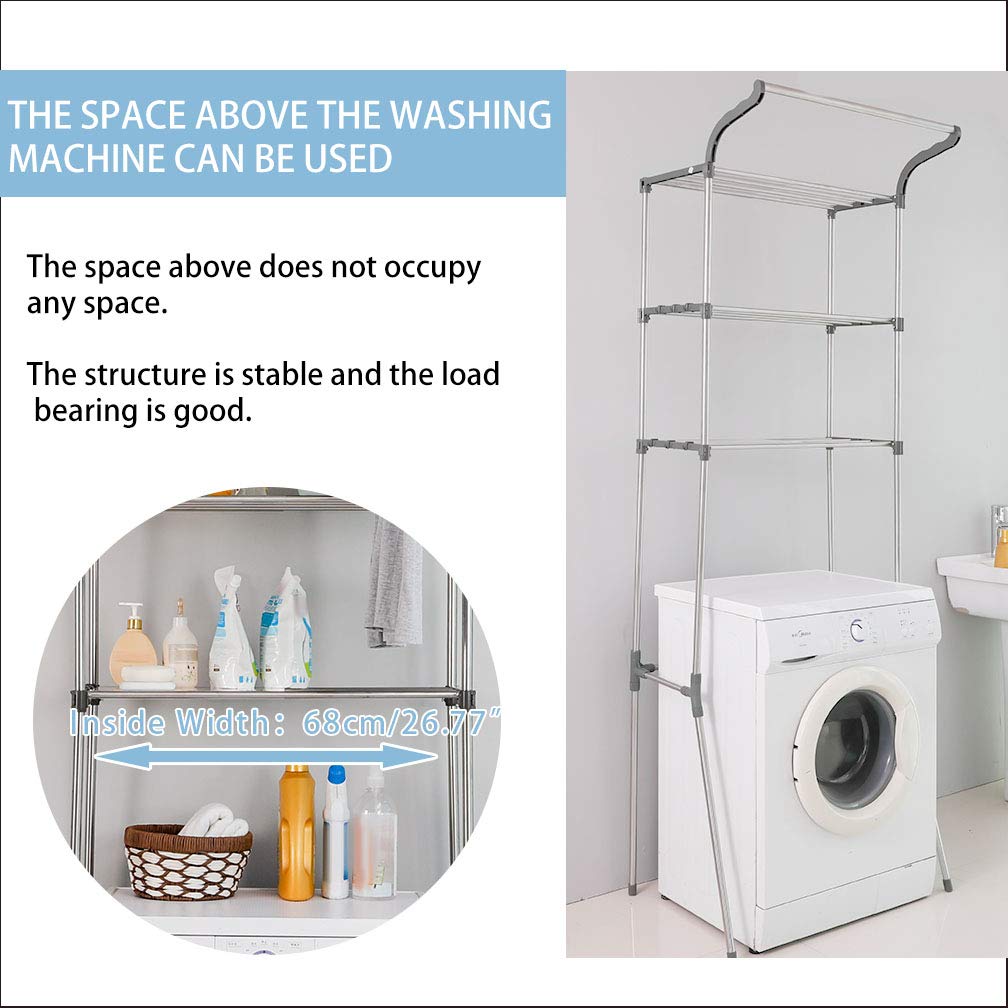 THE SPACE ABOVE THE WASHING
MACHINE CAN BE USED
The space above does not occupy
any space.
The structure is stable and the load
bearing is good.
Inside Width：68cm/26.77”